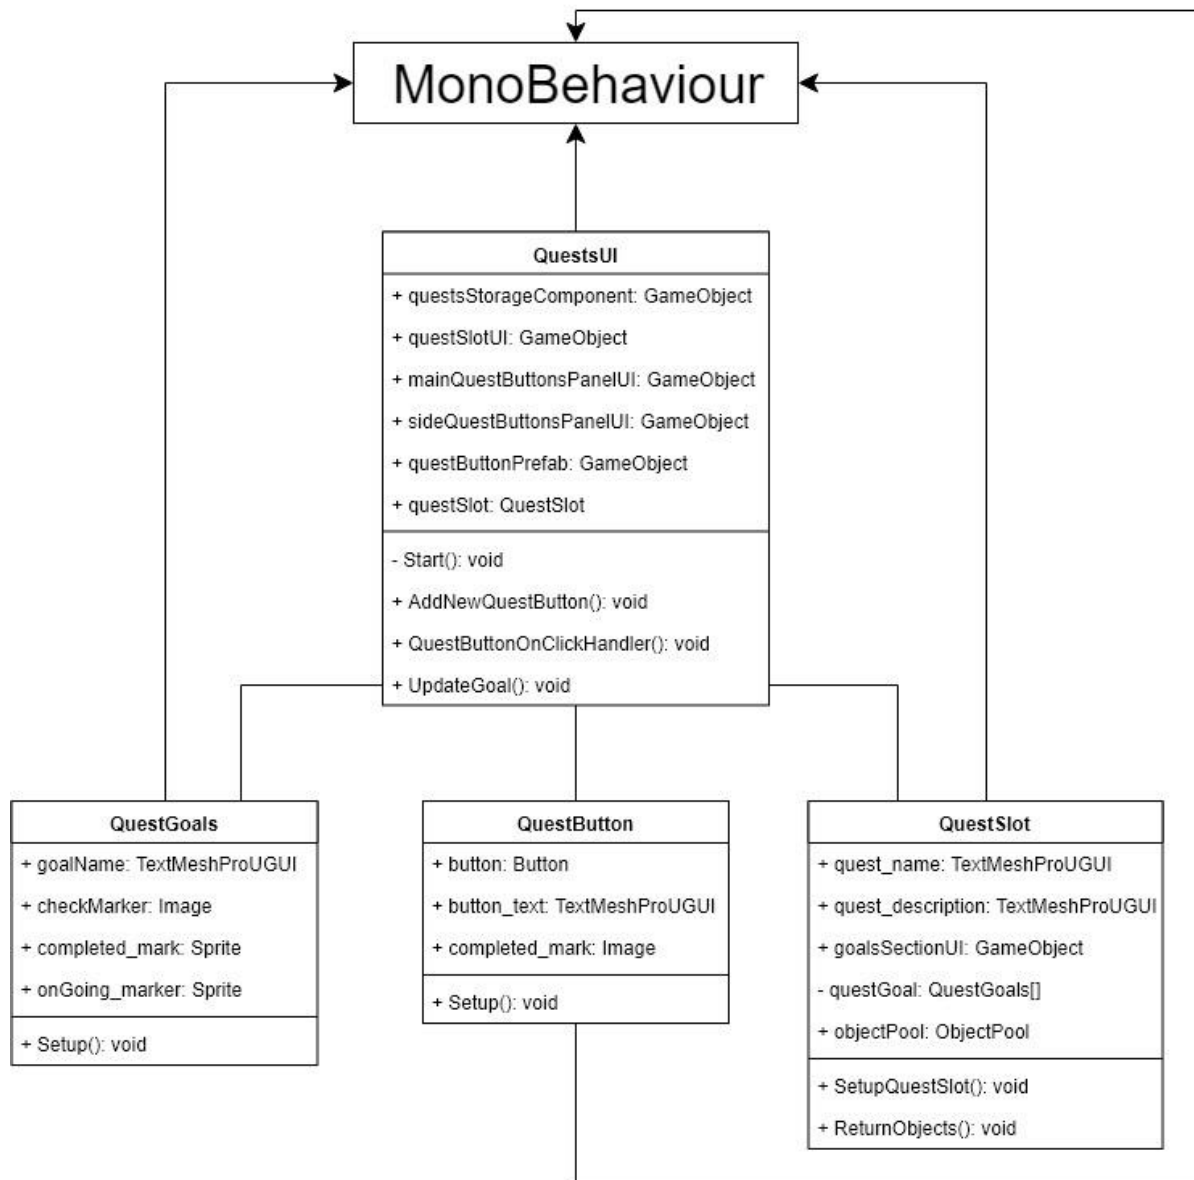 MonoBehaviour
QuestsUI
+ questsStorageComponent: GameObject
+ questSlotUI: GameObject
+ mainQuestButtonsPanelUI: GameObject
+ sideQuestButtonsPanelUI: GameObject
+ questButtonPrefab: GameObject
+ questSlot: QuestSlot
- Start(): void
+ AddNewQuestButton(): void
+ QuestButtonOnClickHandler(): void
+ UpdateGoal(): void
QuestGoals
+ goalName: TextMeshProUGUI
+ checkMarker: Image
+ completed_mark: Sprite
+ onGoing_marker: Sprite
+ Setup(): void
QuestButton
+ button: Button
+ button_text: TextMeshProUGUI
+ completed_mark: Image
+ Setup(): void
QuestSlot
+ quest_name: TextMeshProUGUI
+ quest_description: TextMeshProUGUI
+ goalsSectionUI: GameObject
- questGoal: QuestGoals[]
+ objectPool: ObjectPool
+ SetupQuestSlot(): void
+ ReturnObjects(): void